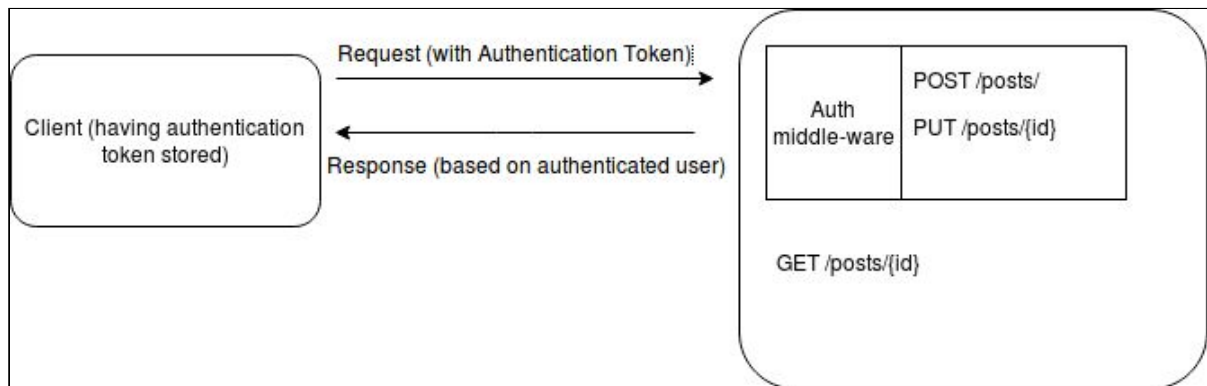 Request (with Authentication Token)
Client (having authentication
token stored)
Response (based on authenticated user)
Auth
middle-ware
POST /posts/
PUT /posts/{id}
GET /posts/{id}